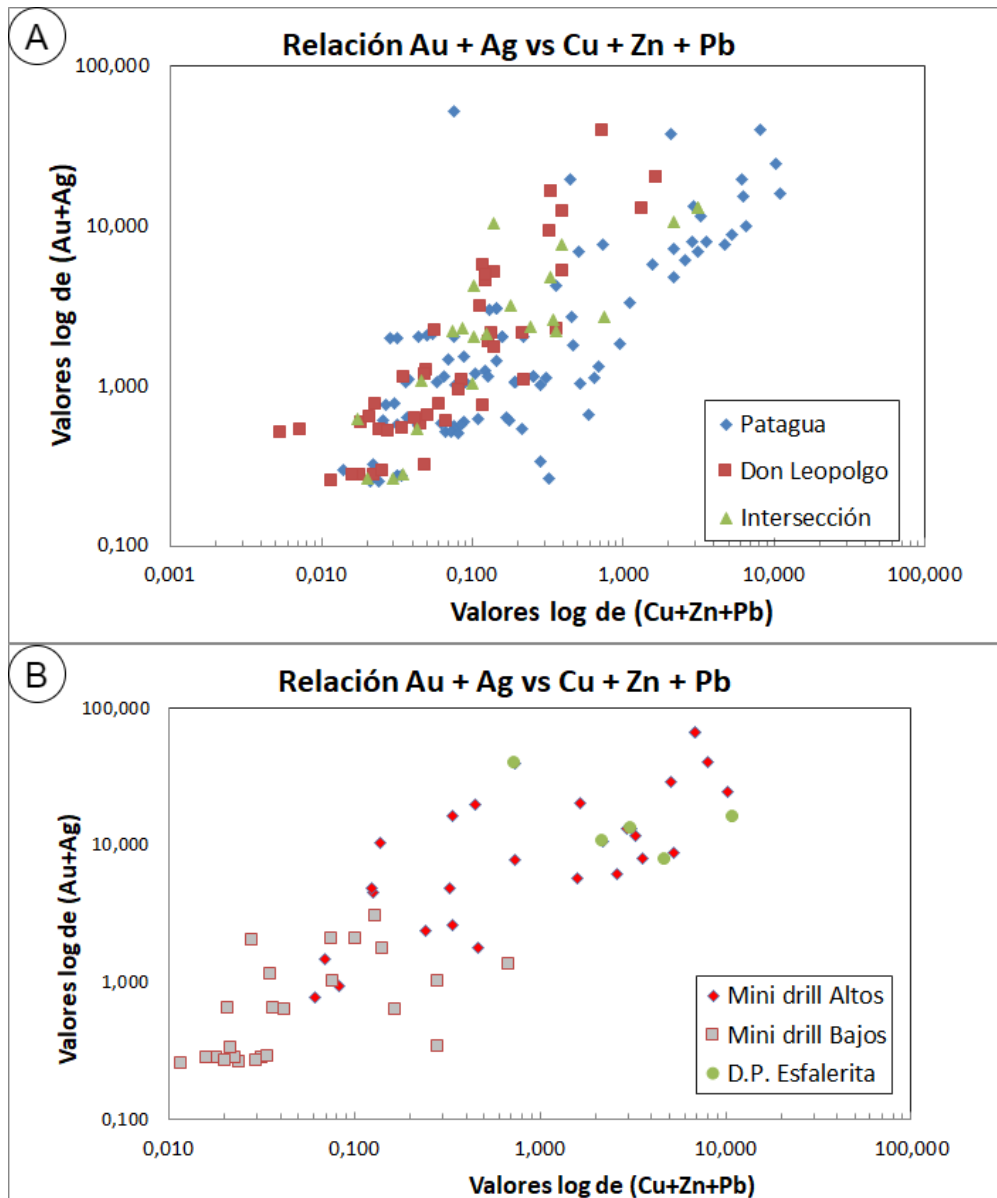 A
Relación Au + Ag vs Cu + Zn + Pb
100,000
10,000
1,000
0,100
Valores log de (Au+Ag)
Patagua
Don Leopolgo
Intersección
0,001 0,010 0,100 1,000 10,000 100,000
Valores log de (Cu+Zn+Pb)
B
Relación Au + Ag vs Cu + Zn + Pb
100,000
10,000
1,000
0,100
Valores log de (Au+Ag)
Mini drill Altos
Mini drill Bajos
D.P. Esfalerita
0,010 0,100 1,000 10,000 100,000
Valores log de (Cu+Zn+Pb)